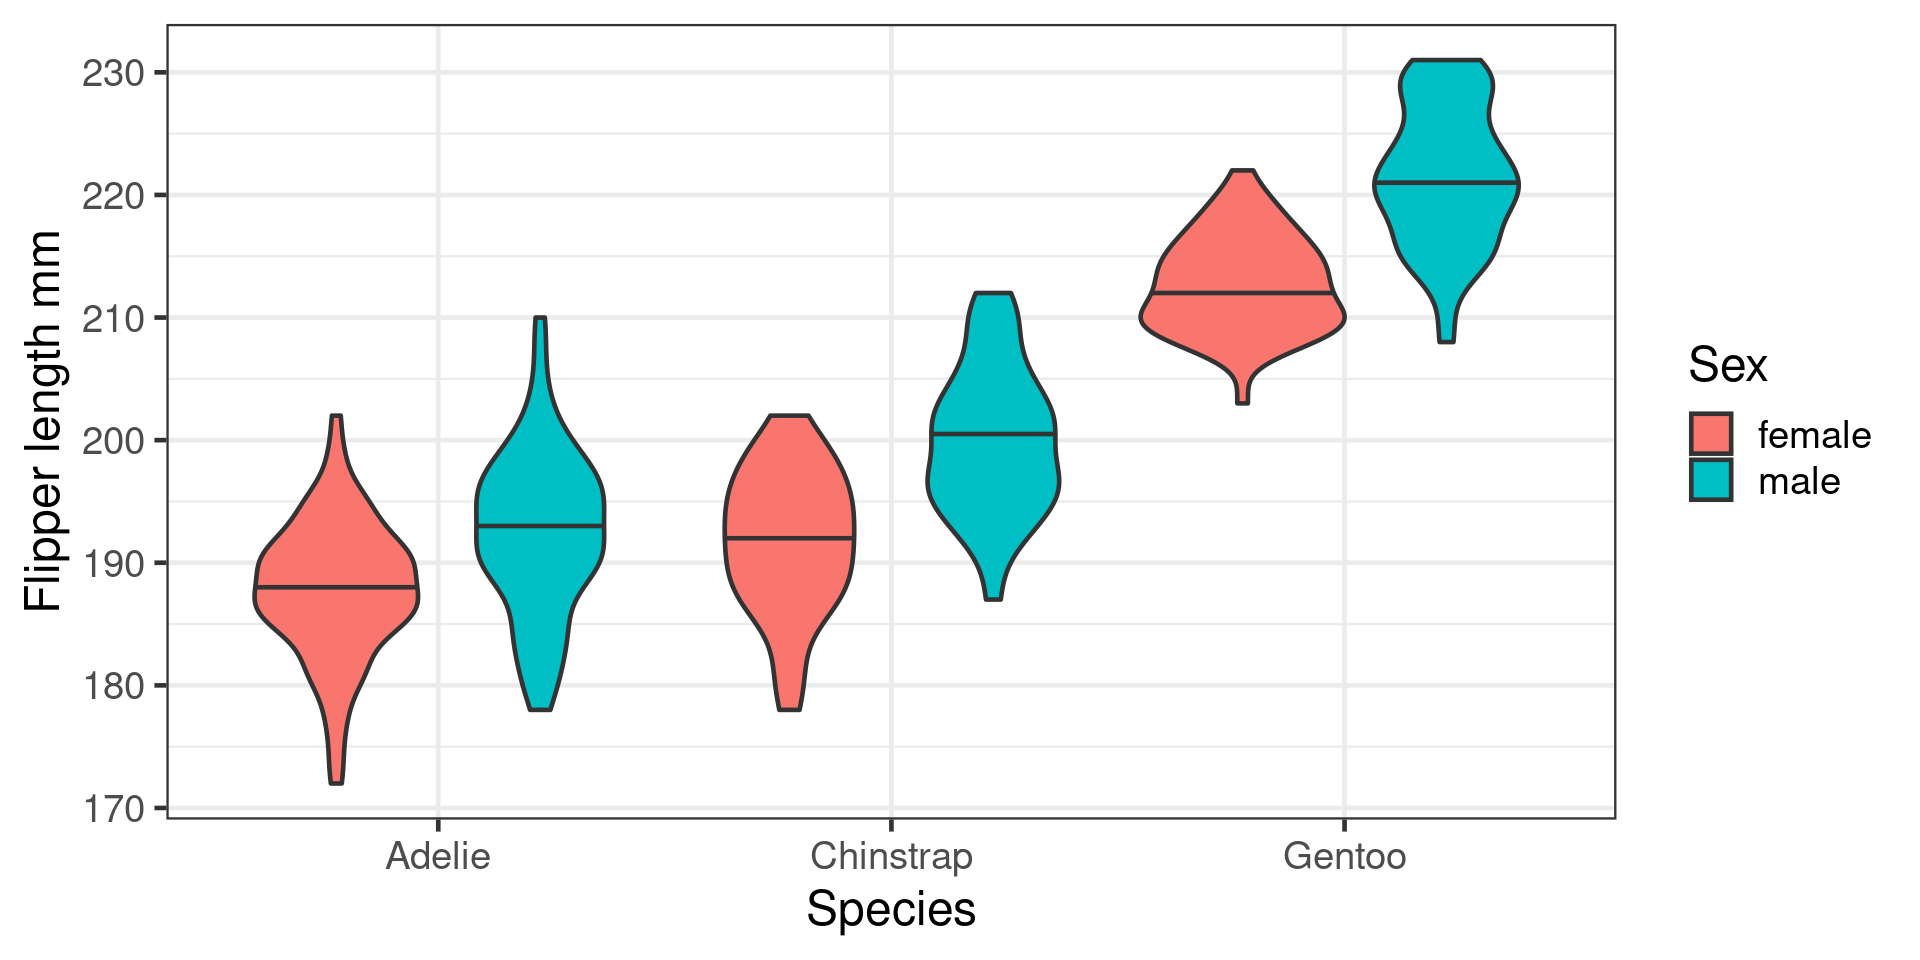 Flipper length mm
230
220
210
200
190
180
170
Adelie
Chinstrap
Gentoo
Species
Sex
female
male